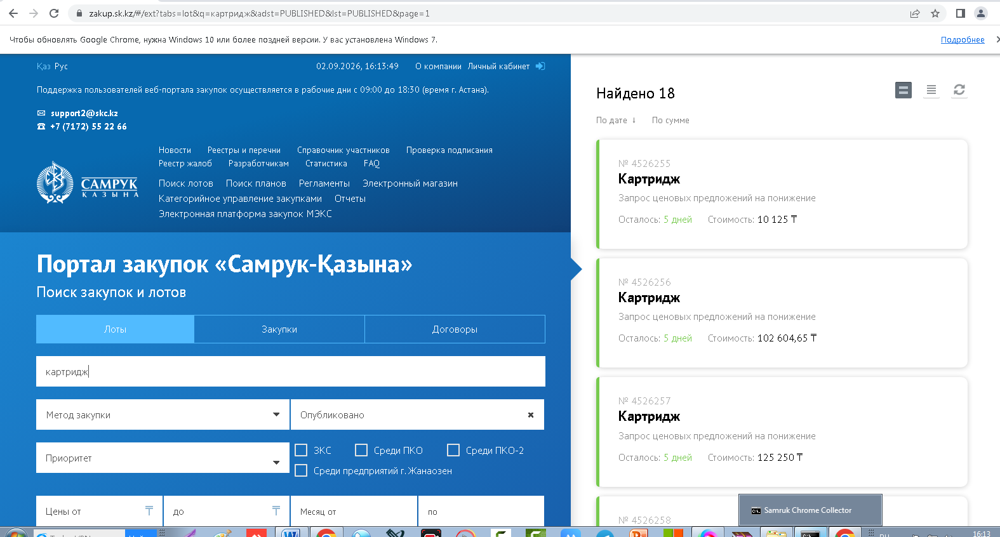 zakup.sk.kz/#/ext?tabs=lot&q=картридж&adst=PUBLISHED&lst=PUBLISHED&page=1
Чтобы обновлять Google Chrome, нужна Windows 10 или более поздней версии. У вас установлена Windows 7.
Подробнее
Қаз Рус
02.09.2026, 16:13:49
О компании
Личный кабинет
Поддержка пользователей веб-портала закупок осуществляется в рабочие дни с 09:00 до 18:30 (время г. Астана).
support2@skc.kz
+7 (7172) 55 22 66
Новости Реестры и перечни Справочник участников Проверка подписания
Реестр жалоб Разработчикам Статистика FAQ
САМРУК
ҚАЗЫНА
Поиск лотов Поиск планов Регламенты Электронный магазин
Категорийное управление закупками Отчеты
Электронная платформа закупок МЭКС
Портал закупок «Самрук-Қазына»
Поиск закупок и лотов
Лоты Закупки Договоры
картридж
Метод закупки Опубликовано
Приоритет
ЗКС Среди ПКО Среди ПКО-2
Среди предприятий г. Жанаозен
Цены от ₸ до ₸ Месяц от по
Найдено 18
По дате ↓ По сумме
№ 4526255
Картридж
Запрос ценовых предложений на понижение
Осталось: 5 дней Стоимость: 10 125 ₸
№ 4526256
Картридж
Запрос ценовых предложений на понижение
Осталось: 5 дней Стоимость: 102 604,65 ₸
№ 4526257
Картридж
Запрос ценовых предложений на понижение
Осталось: 5 дней Стоимость: 125 250 ₸
№ 4526258
Samruk Chrome Collector
16:13